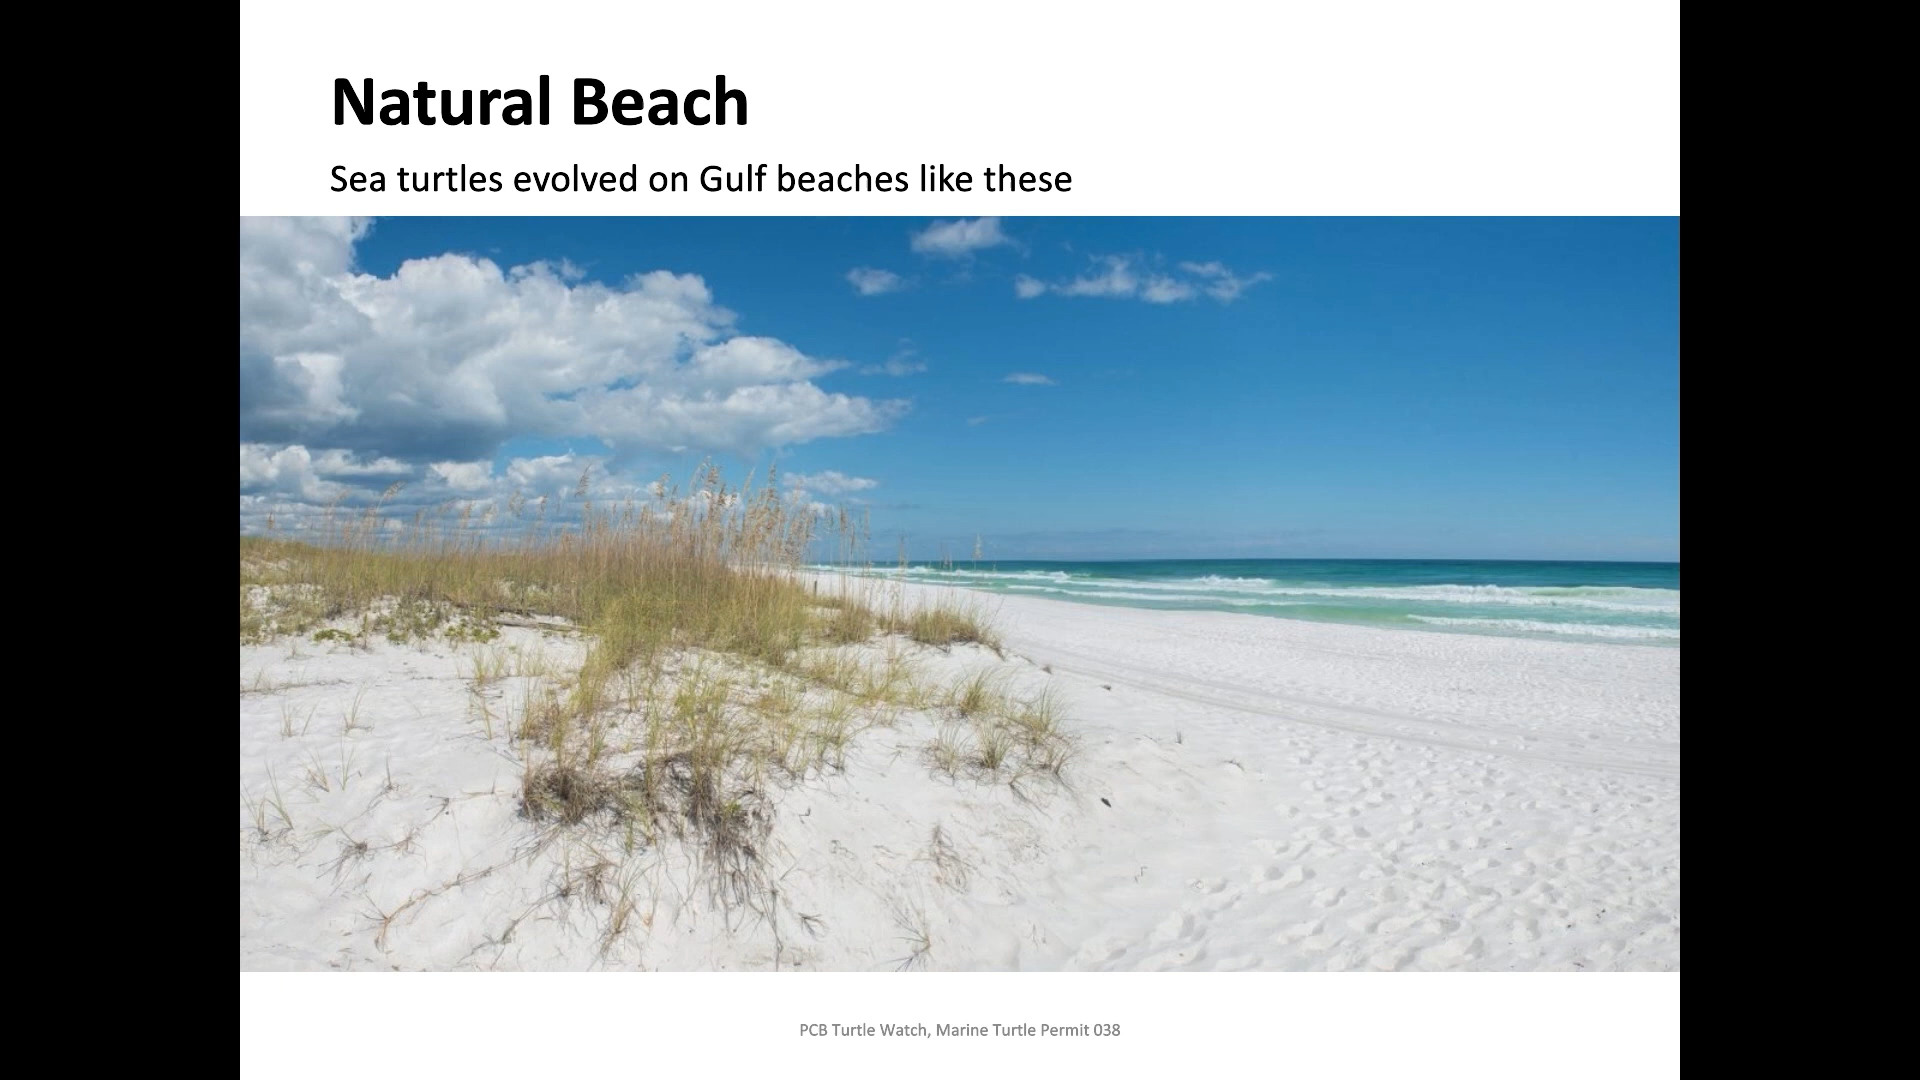 Natural Beach
Sea turtles evolved on Gulf beaches like these
PCB Turtle Watch, Marine Turtle Permit 038